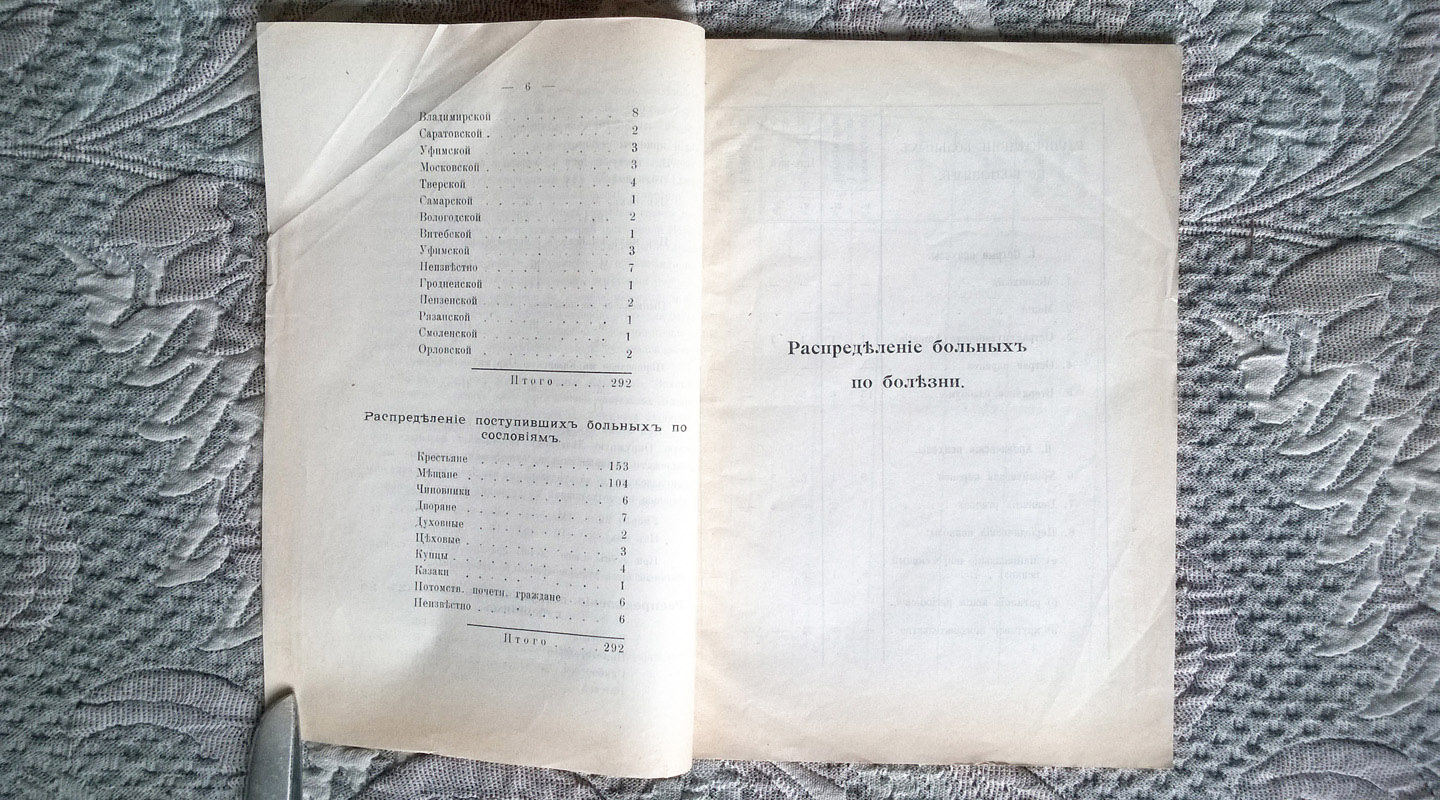 — 6 —
Владимирской . . . . . . 8
Саратовской . . . . . . . 2
Уфимской . . . . . . . 3
Московской . . . . . . . 3
Тверской . . . . . . . 4
Самарской . . . . . . . 1
Вологодской . . . . . . . 2
Витебской . . . . . . . 1
Уфимской . . . . . . 3
Неизвѣстно . . . . . . . 7
Гродненской . . . . . . . 1
Пензенской . . . . . . . 2
Рязанской . . . . . . . 1
Смоленской . . . . . . . 1
Орловской . . . . . . . 2
Итого . . . . 292
Распредѣленіе поступившихъ больныхъ по
сословіямъ.
Крестьяне . . . . . . . . . 153
Мѣщане . . . . . . . . . 104
Чиновники . . . . . . . . 6
Дворяне . . . . . . . . 7
Духовные . . . . . . . . 2
Цѣховые . . . . . . . . 3
Купцы . . . . . . . . . 4
Казаки . . . . . . . . 1
Потомств. почетн. граждане . . 6
Неизвѣстно . . . . . . . . 6
Итого . . . . 292
Распредѣленіе больныхъ
по болѣзни.